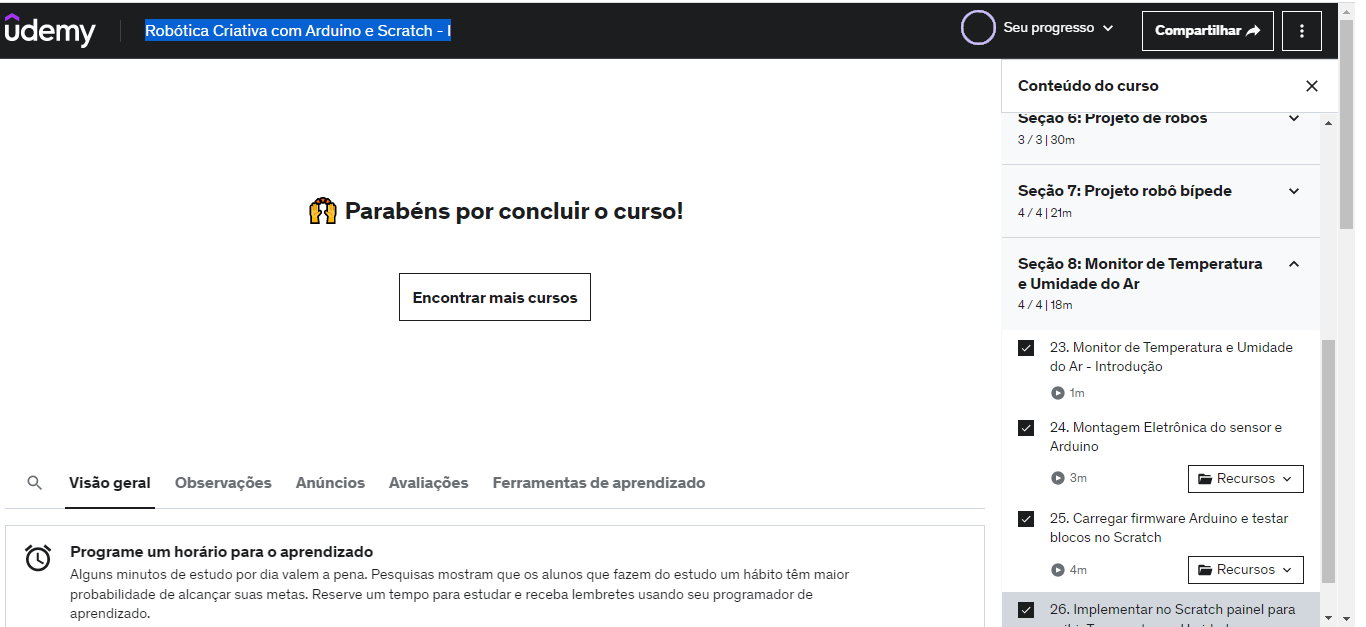 ûdemy
Robótica Criativa com Arduino e Scratch - I
Seu progresso
Compartilhar
Parabéns por concluir o curso!
Encontrar mais cursos
Visão geral
Observações
Anúncios
Avaliações
Ferramentas de aprendizado
Programe um horário para o aprendizado
Alguns minutos de estudo por dia valem a pena. Pesquisas mostram que os alunos que fazem do estudo um hábito têm maior
probabilidade de alcançar suas metas. Reserve um tempo para estudar e receba lembretes usando seu programador de
aprendizado.
Conteúdo do curso
Seção 6: Projeto de robôs
3 / 3 | 30m
Seção 7: Projeto robô bípede
4 / 4 | 21m
Seção 8: Monitor de Temperatura
e Umidade do Ar
4 / 4 | 18m
23. Monitor de Temperatura e Umidade
do Ar - Introdução
1m
24. Montagem Eletrônica do sensor e
Arduino
3m
Recursos
25. Carregar firmware Arduino e testar
blocos no Scratch
4m
Recursos
26. Implementar no Scratch painel para